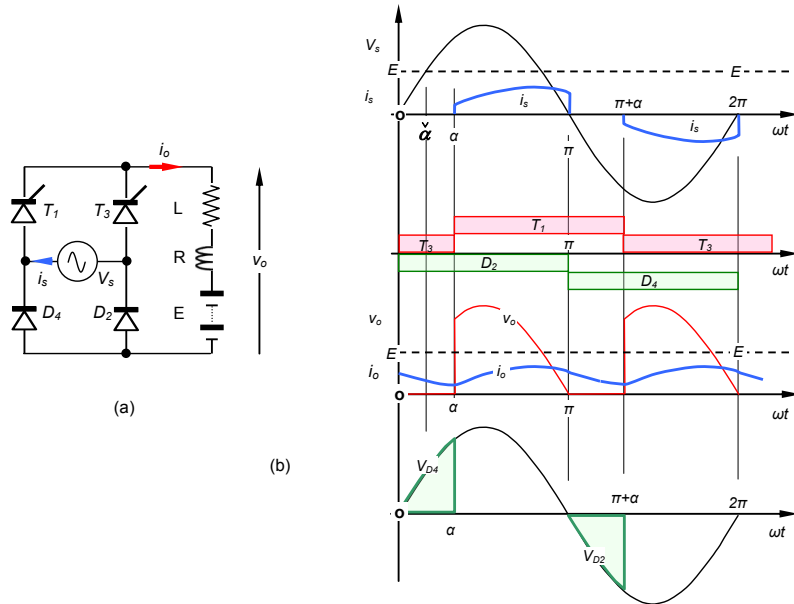 i_o
T_1
T_3
L
i_s
V_s
R
v_o
D_4
D_2
E
(a)
(b)
V_s
E
E
i_s
i_s
π+α
2π
o
α̌
α
i_s
ωt
π
T_1
T_3
π
T_3
D_2
ωt
D_4
v_o
v_o
E
E
i_o
i_o
o
α
π
ωt
V_D4
π+α
2π
o
α
ωt
V_D2